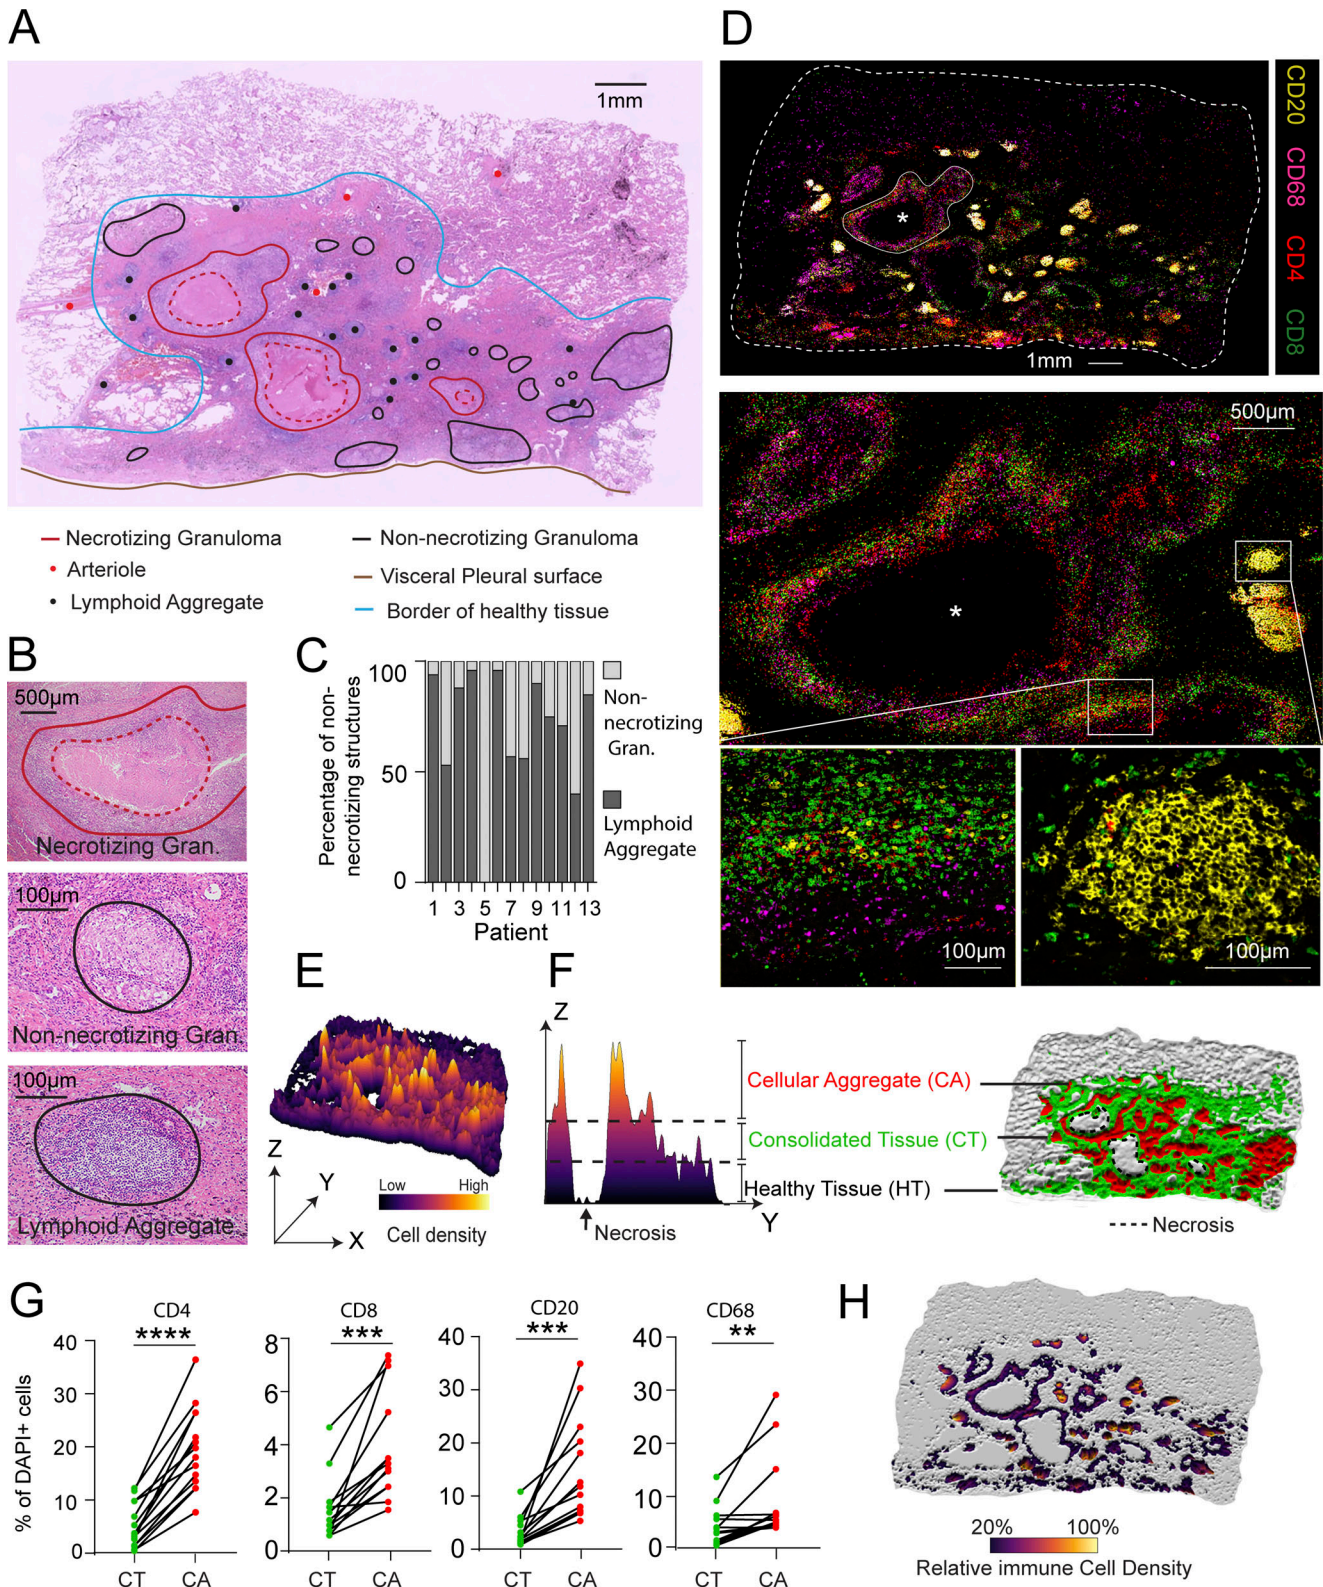 A
1mm
Necrotizing Granuloma
Arteriole
Lymphoid Aggregate
Non-necrotizing Granuloma
Visceral Pleural surface
Border of healthy tissue
B
500µm
Necrotizing Gran.
100µm
Non-necrotizing Gran.
100µm
Lymphoid Aggregate
C
Percentage of non-
necrotizing structures
100
50
0
1 3 5 7 9 11 13
Patient
Non-
necrotizing
Gran.
Lymphoid
Aggregate
D
CD20 CD68 CD4 CD8
*
1mm
500µm
*
100µm
100µm
E
Z
Y
X
Low High
Cell density
F
Z
Y
Necrosis
Cellular Aggregate (CA)
Consolidated Tissue (CT)
Healthy Tissue (HT)
Necrosis
G
% of DAPI+ cells
CD4
****
40
30
20
10
0
CT CA
CD8
***
8
6
4
2
0
CT CA
CD20
***
40
30
20
10
0
CT CA
CD68
**
40
30
20
10
0
CT CA
H
20% 100%
Relative immune Cell Density